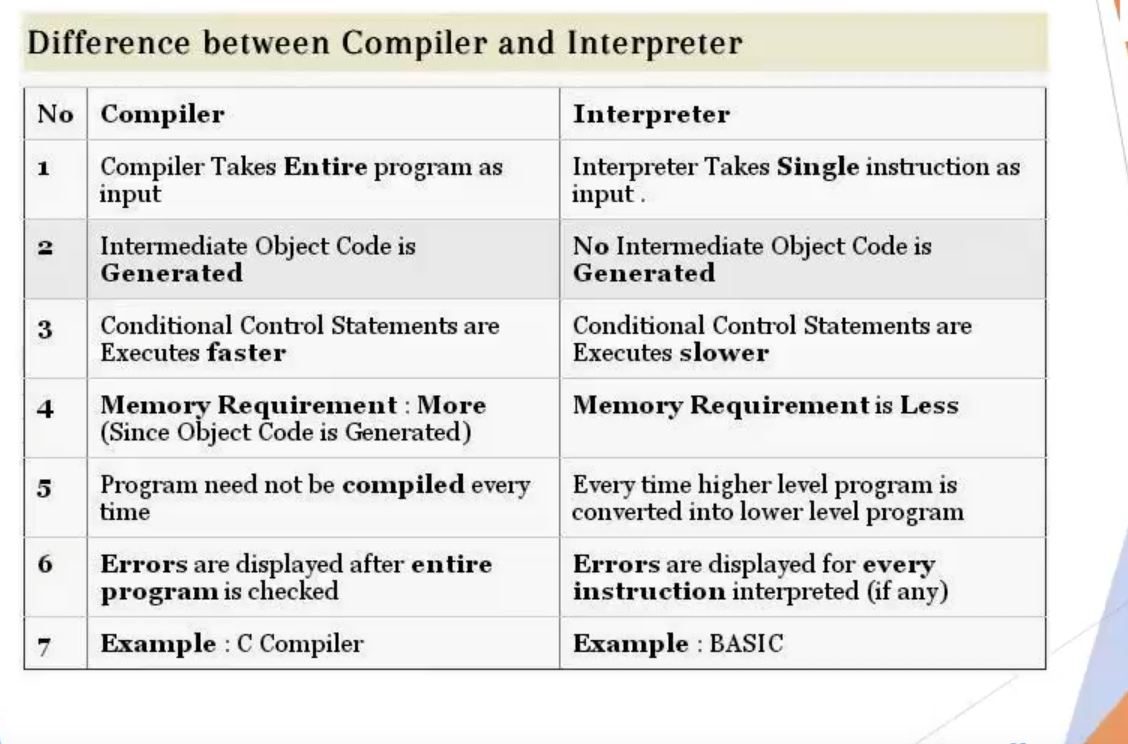 Difference between Compiler and Interpreter
No Compiler Interpreter
1 Compiler Takes Entire program as
input
Interpreter Takes Single instruction as
input .
2 Intermediate Object Code is
Generated
No Intermediate Object Code is
Generated
3 Conditional Control Statements are
Executes faster
Conditional Control Statements are
Executes slower
4 Memory Requirement : More
(Since Object Code is Generated)
Memory Requirement is Less
5 Program need not be compiled every
time
Every time higher level program is
converted into lower level program
6 Errors are displayed after entire
program is checked
Errors are displayed for every
instruction interpreted (if any)
7 Example : C Compiler
Example : BASIC